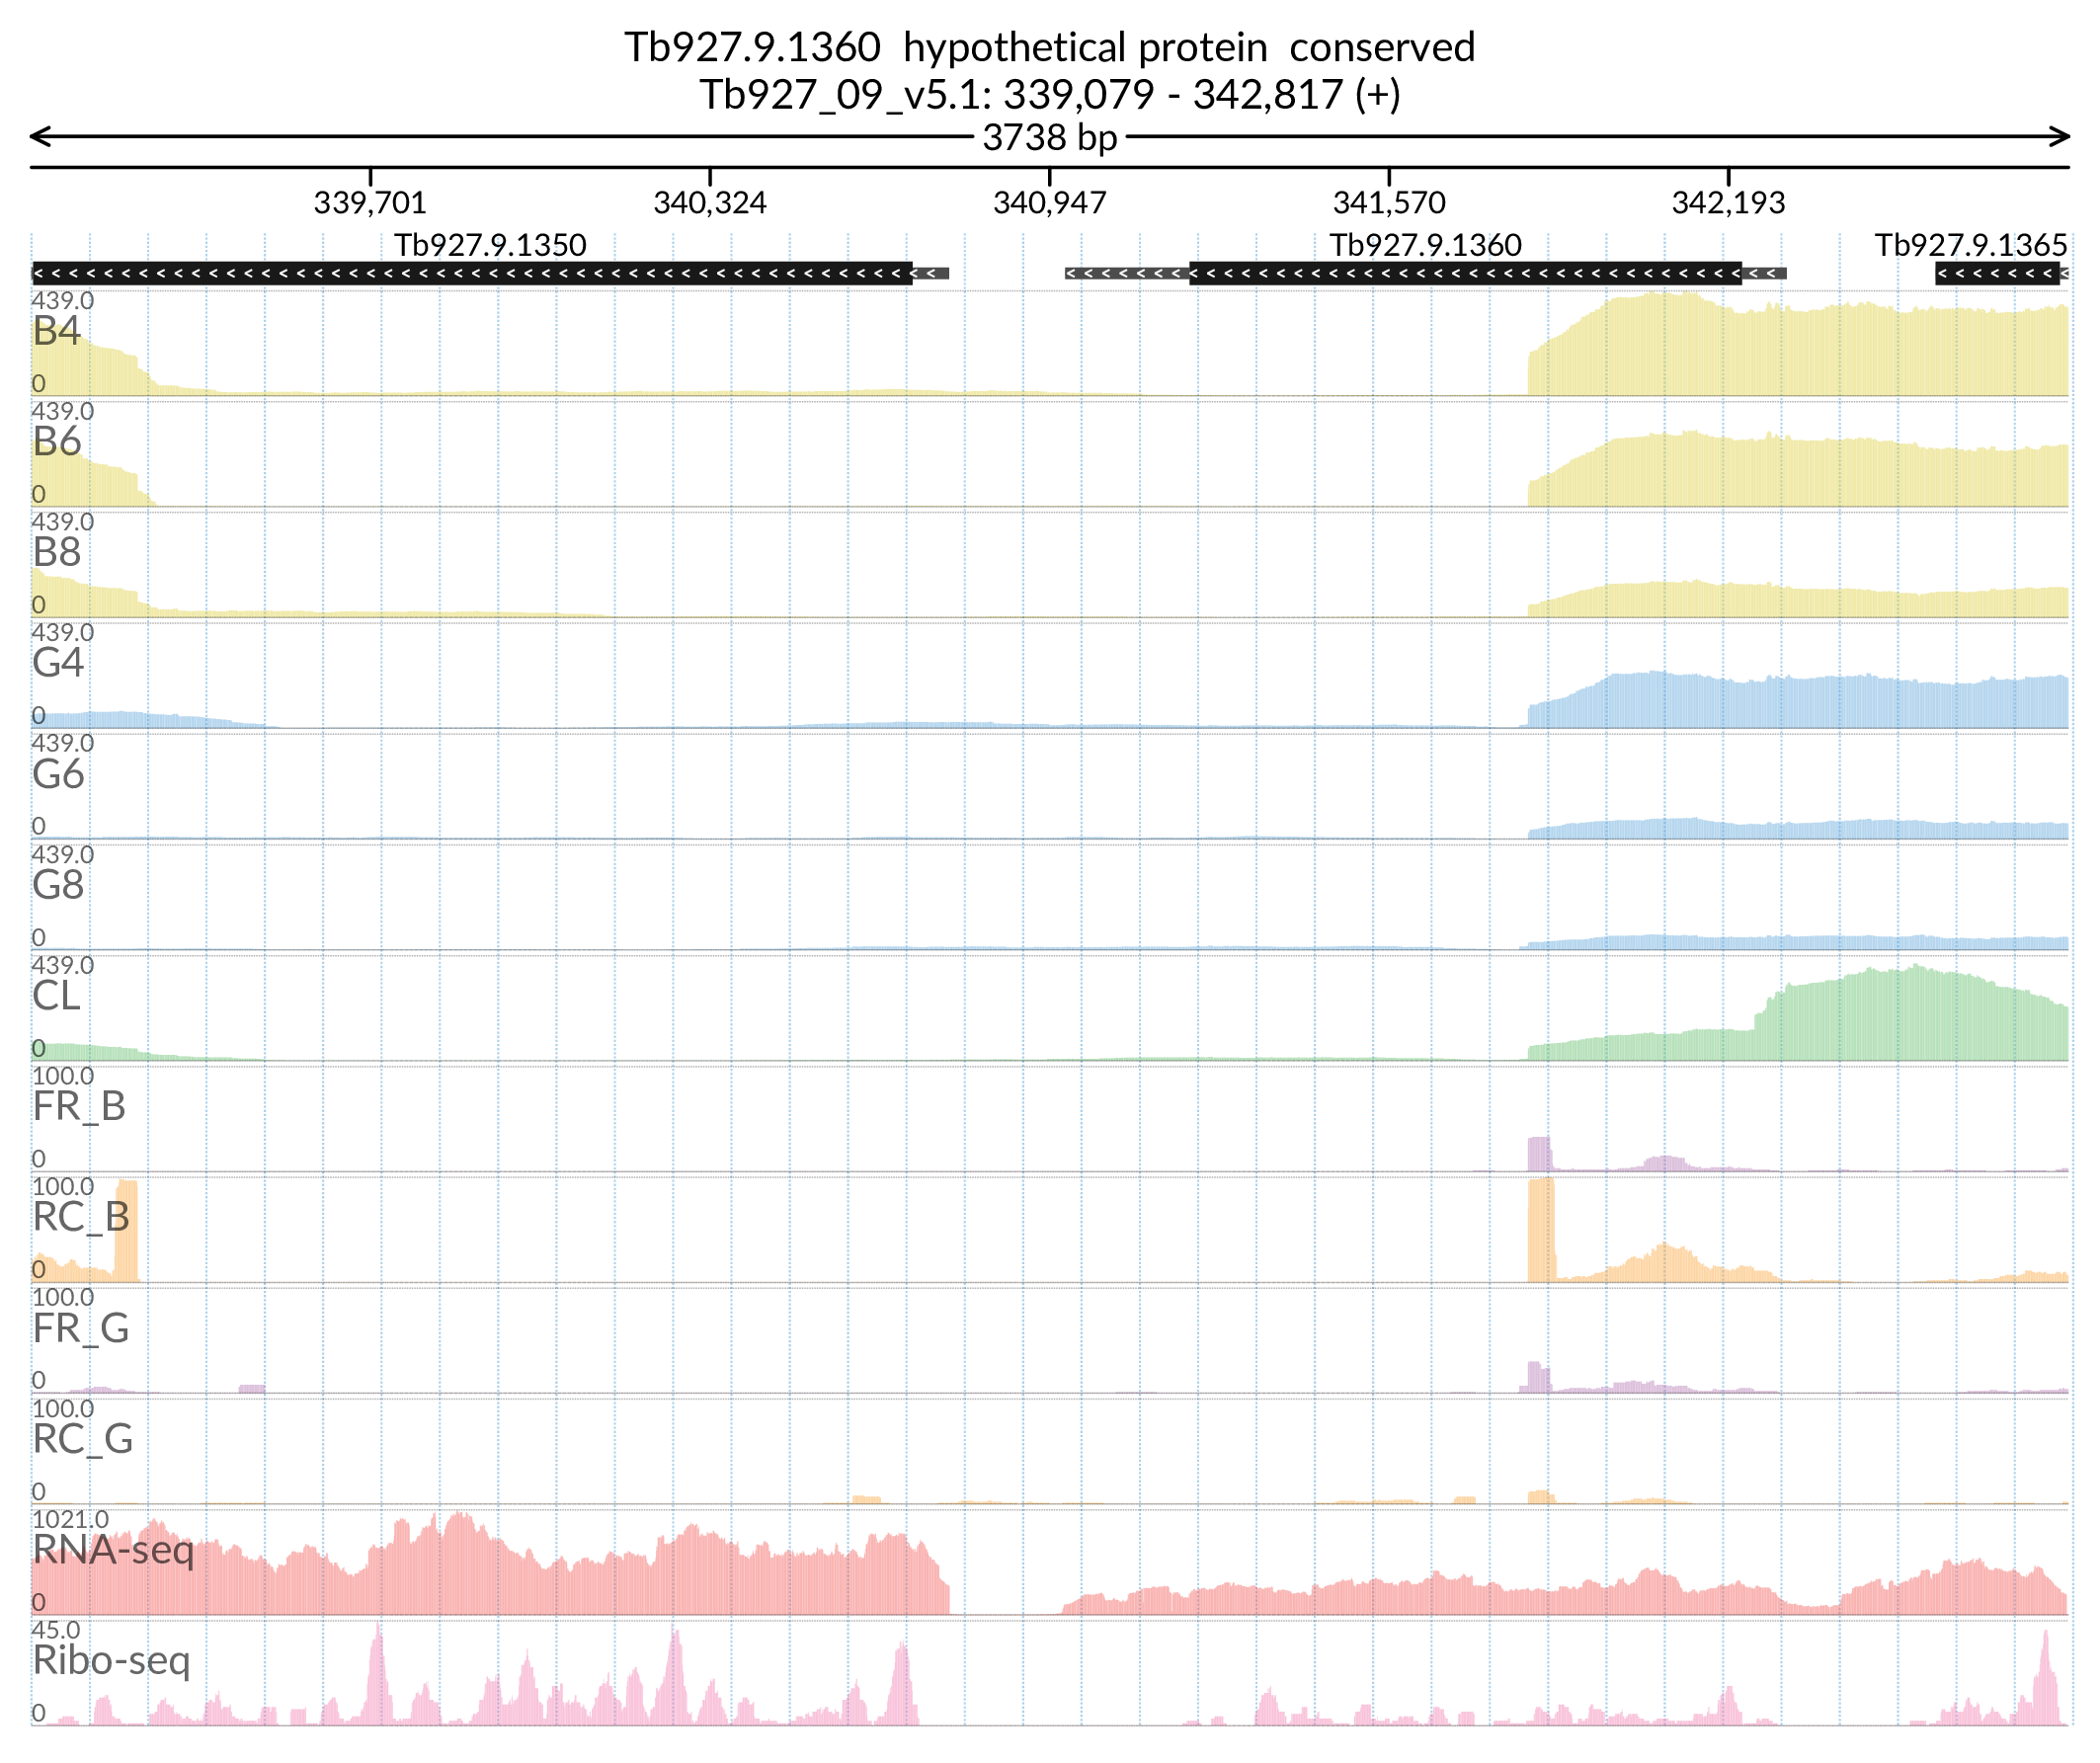 Tb927.9.1360 hypothetical protein conserved
Tb927_09_v5.1: 339,079 - 342,817 (+)
3738 bp
339,701 340,324 340,947 341,570 342,193
Tb927.9.1350 Tb927.9.1360 Tb927.9.1365
439.0
B4
0
439.0
B6
0
439.0
B8
0
439.0
G4
0
439.0
G6
0
439.0
G8
0
439.0
CL
0
100.0
FR_B
0
100.0
RC_B
0
100.0
FR_G
0
100.0
RC_G
0
1021.0
RNA-seq
0
45.0
Ribo-seq
0